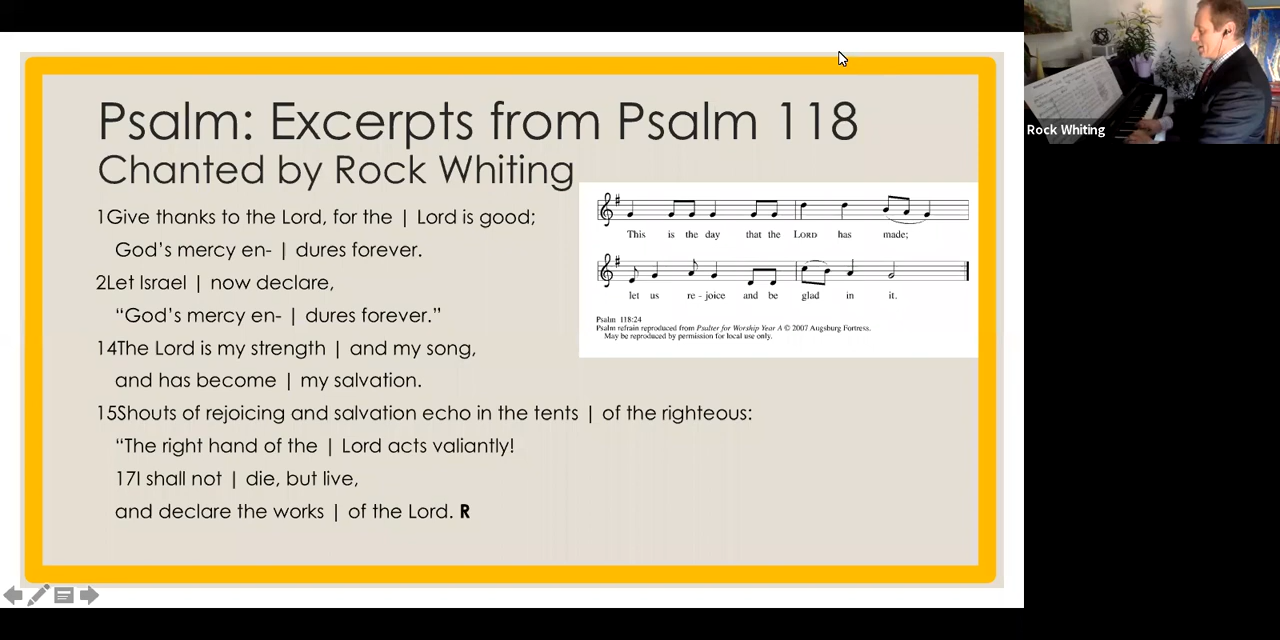 Psalm: Excerpts from Psalm 118
Chanted by Rock Whiting
1Give thanks to the Lord, for the | Lord is good;
God’s mercy en- | dures forever.
2Let Israel | now declare,
“God’s mercy en- | dures forever.”
14The Lord is my strength | and my song,
and has become | my salvation.
15Shouts of rejoicing and salvation echo in the tents | of the righteous:
“The right hand of the | Lord acts valiantly!
17I shall not | die, but live,
and declare the works | of the Lord. R
This is the day that the LORD has made;
let us re - joice and be glad in it.
Psalm 118:24
Psalm refrain reproduced from Psalter for Worship Year A © 2007 Augsburg Fortress.
May be reproduced by permission for local use only.
Rock Whiting